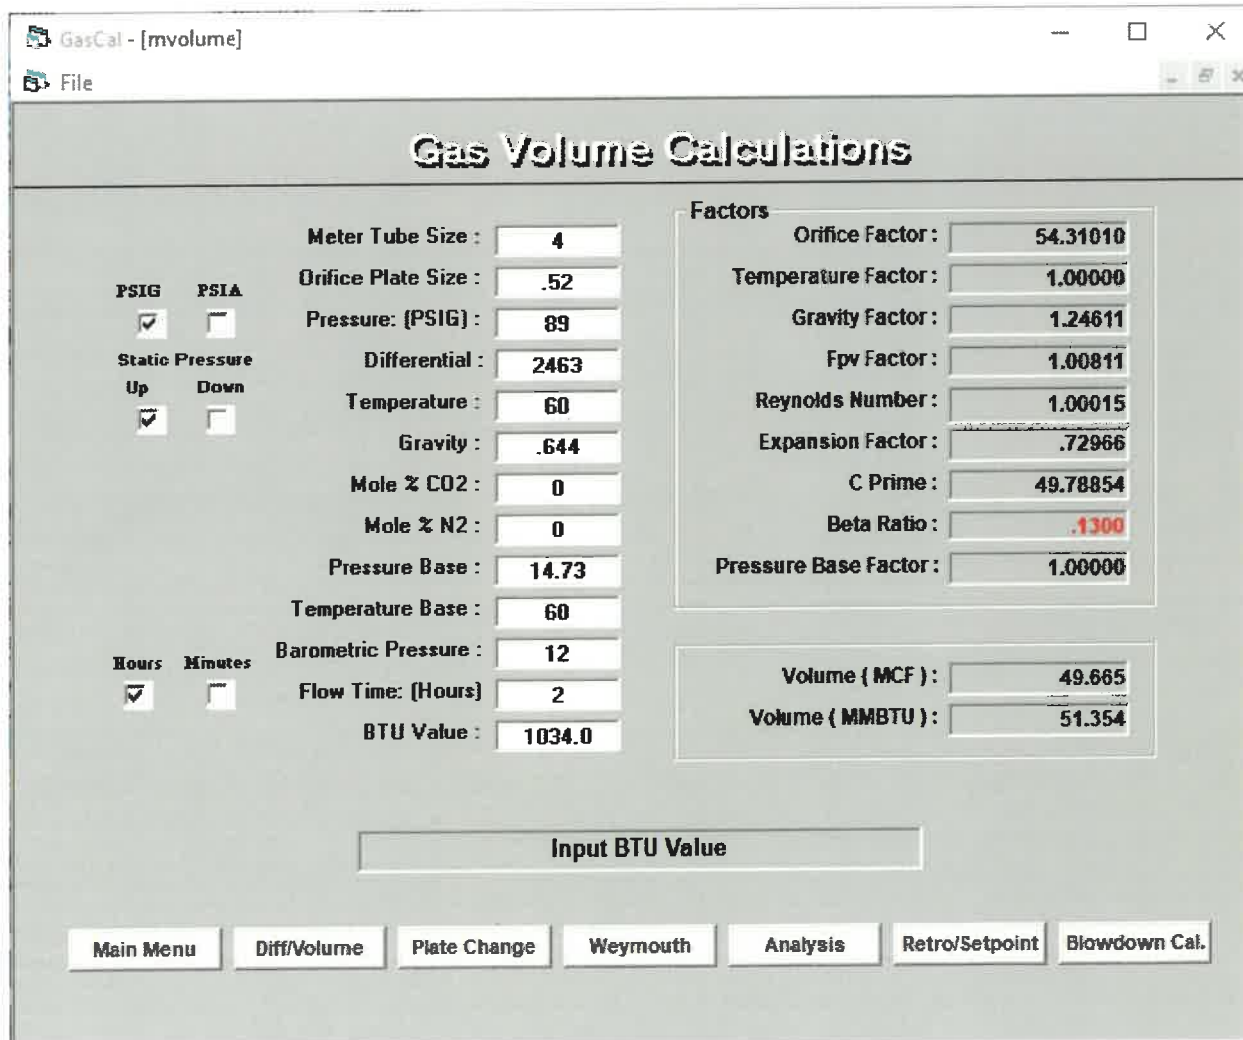 GasCal - [mvolume]
File
Gas Volume Calculations
PSIG PSIA
Static Pressure
Up Down
Hours Minutes
Meter Tube Size : 4
Orifice Plate Size : .52
Pressure: (PSIG) : 89
Differential : 2463
Temperature : 60
Gravity : .644
Mole % CO2 : 0
Mole % N2 : 0
Pressure Base : 14.73
Temperature Base : 60
Barometric Pressure : 12
Flow Time: (Hours) 2
BTU Value : 1034.0
Factors
Orifice Factor : 54.31010
Temperature Factor : 1.00000
Gravity Factor : 1.24611
Fpv Factor : 1.00811
Reynolds Number : 1.00015
Expansion Factor : .72966
C Prime : 49.78854
Beta Ratio : .1300
Pressure Base Factor : 1.00000
Volume ( MCF ) : 49.665
Volume ( MMBTU ) : 51.354
Input BTU Value
Main Menu
Diff/Volume
Plate Change
Weymouth
Analysis
Retro/Setpoint
Blowdown Cal.